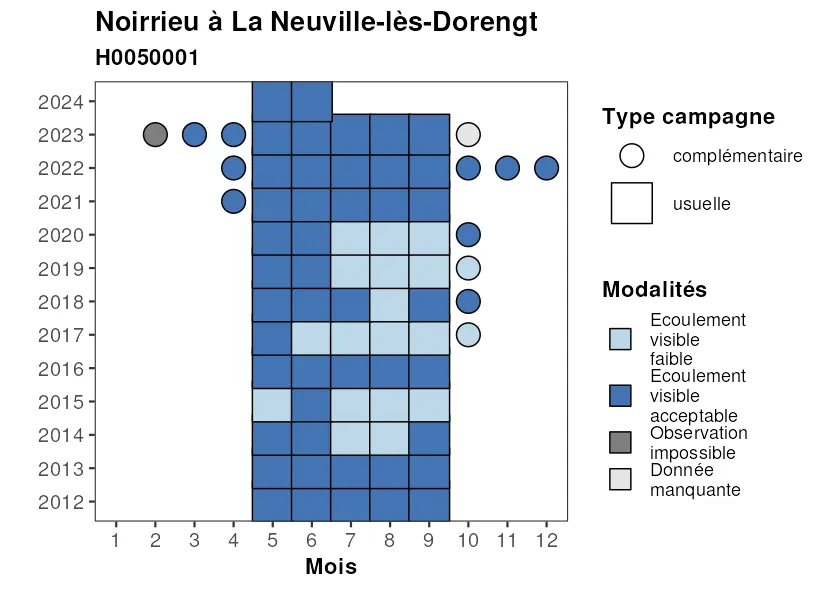 Noirrieu à La Neuville-lès-Dorengt
H0050001
2024
2023
2022
2021
2020
2019
2018
2017
2016
2015
2014
2013
2012
1 2 3 4 5 6 7 8 9 10 11 12
Mois
Type campagne
complémentaire
usuelle
Modalités
Ecoulement
visible
faible
Ecoulement
visible
acceptable
Observation
impossible
Donnée
manquante